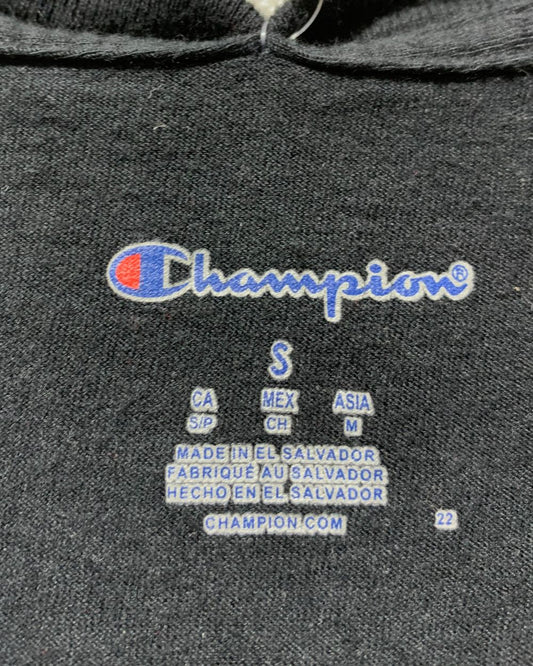 Champion®
S
CA MEX ASIA
S/P CH M
MADE IN EL SALVADOR
FABRIQUÉ AU SALVADOR
HECHO EN EL SALVADOR
CHAMPION.COM 22